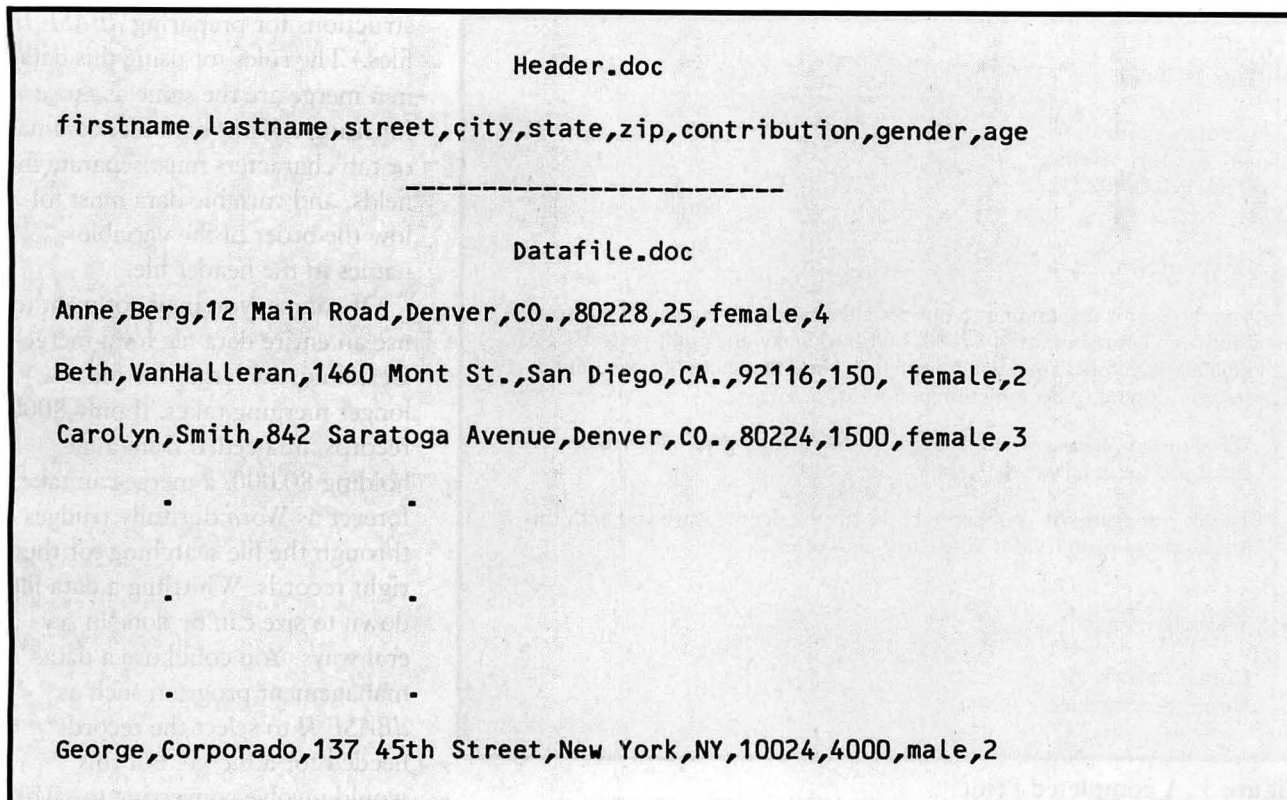 Header.doc
firstname,lastname,street,city,state,zip,contribution,gender,age
-------------------------
Datafile.doc
Anne,Berg,12 Main Road,Denver,CO.,80228,25,female,4
Beth,VanHalleran,1460 Mont St.,San Diego,CA.,92116,150, female,2
Carolyn,Smith,842 Saratoga Avenue,Denver,CO.,80224,1500,female,3
. .
. .
. .
George,Corporado,137 45th Street,New York,NY,10024,4000,male,2